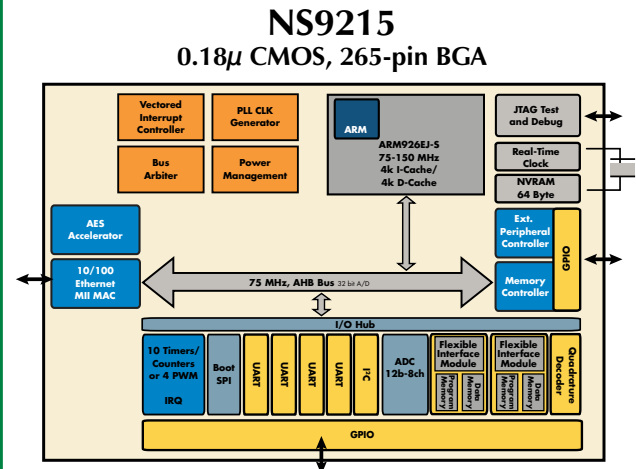 NS9215
0.18µ CMOS, 265-pin BGA
Vectored
Interrupt
Controller
PLL CLK
Generator
Bus
Arbiter
Power
Management
ARM
ARM926EJ-S
75-150 MHz
4k I-Cache/
4k D-Cache
JTAG Test
and Debug
Real-Time
Clock
NVRAM
64 Byte
AES
Accelerator
10/100
Ethernet
MII MAC
Ext.
Peripheral
Controller
Memory
Controller
GPIO
75 MHz, AHB Bus 32 bit A/D
I/O Hub
10 Timers/
Counters
or 4 PWM
IRQ
Boot
SPI
UART
UART
UART
UART
I²C
ADC
12b-8ch
Flexible
Interface
Module
Program
Memory
Data
Memory
Flexible
Interface
Module
Program
Memory
Data
Memory
Quadrature
Decoder
GPIO